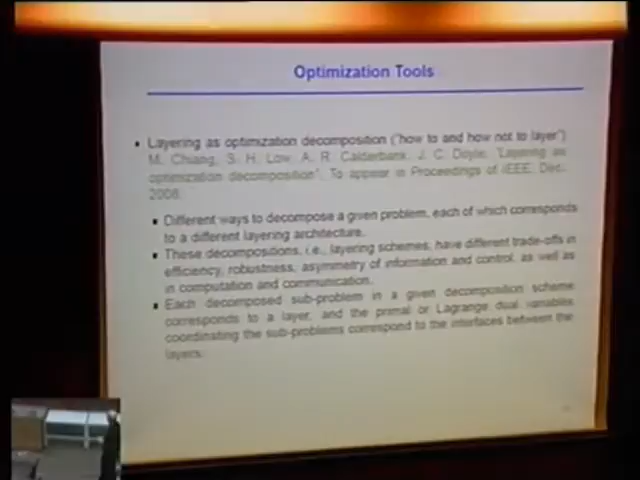 Optimization Tools
Layering as optimization decomposition ("how to and how not to layer")
M. Chiang, S. H. Low, A. R. Calderbank, J. C. Doyle, "Layering as
optimization decomposition", To appear in Proceedings of IEEE, Dec.
Different ways to decompose a given problem, each of which corresponds
to a different layering architecture.
These decompositions, i.e., layering schemes, have different trade-offs in
efficiency, robustness, asymmetry of information and control, as well as
in computation and communication.
Each decomposed sub-problem in a given decomposition scheme
corresponds to a layer, and the primal or Lagrange dual variables
coordinating the sub-problems correspond to the interfaces between the
layers.